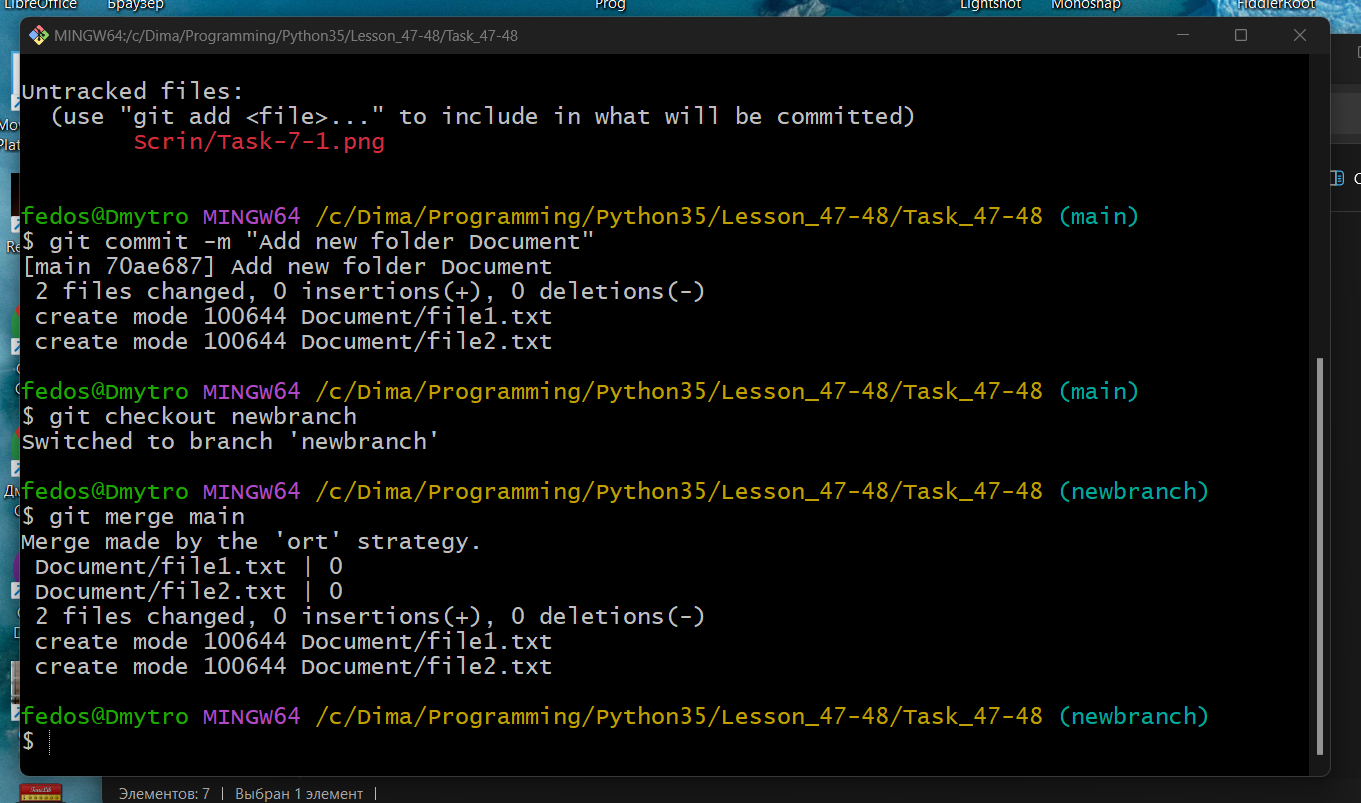 LibreOffice Браузер Prog Lightshot Monosnap FiddlerRoot
MINGW64:/c/Dima/Programming/Python35/Lesson_47-48/Task_47-48
Untracked files:
  (use "git add <file>..." to include in what will be committed)
        Scrin/Task-7-1.png
fedos@Dmytro MINGW64 /c/Dima/Programming/Python35/Lesson_47-48/Task_47-48 (main)
$ git commit -m "Add new folder Document"
[main 70ae687] Add new folder Document
 2 files changed, 0 insertions(+), 0 deletions(-)
 create mode 100644 Document/file1.txt
 create mode 100644 Document/file2.txt
fedos@Dmytro MINGW64 /c/Dima/Programming/Python35/Lesson_47-48/Task_47-48 (main)
$ git checkout newbranch
Switched to branch 'newbranch'
fedos@Dmytro MINGW64 /c/Dima/Programming/Python35/Lesson_47-48/Task_47-48 (newbranch)
$ git merge main
Merge made by the 'ort' strategy.
 Document/file1.txt | 0
 Document/file2.txt | 0
 2 files changed, 0 insertions(+), 0 deletions(-)
 create mode 100644 Document/file1.txt
 create mode 100644 Document/file2.txt
fedos@Dmytro MINGW64 /c/Dima/Programming/Python35/Lesson_47-48/Task_47-48 (newbranch)
$
Элементов: 7 | Выбран 1 элемент |